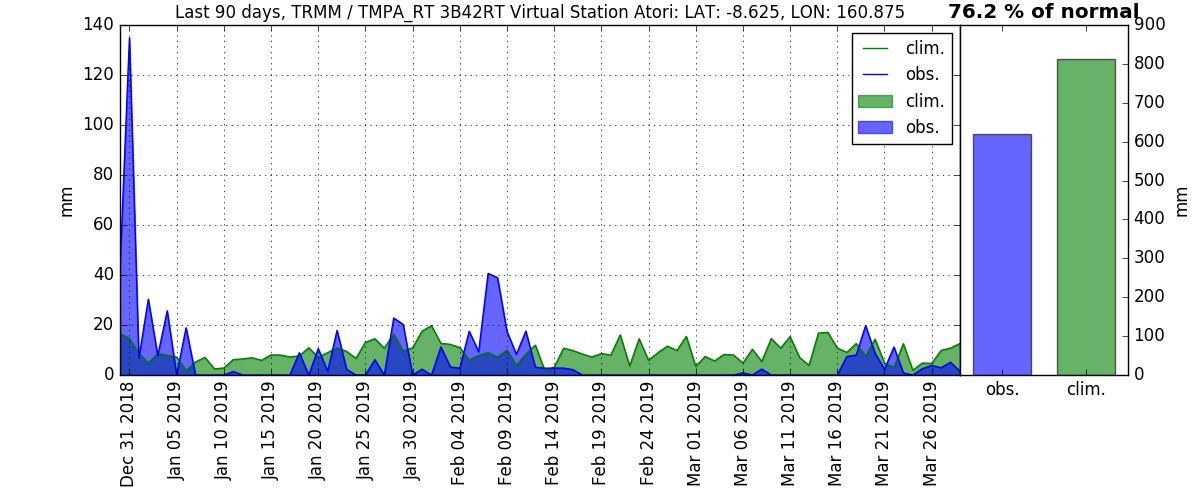 Last 90 days, TRMM / TMPA_RT 3B42RT Virtual Station Atori: LAT: -8.625, LON: 160.875
76.2 % of normal
140
120
100
80
60
40
20
0
mm
clim.
obs.
clim.
obs.
900
800
700
600
500
400
300
200
100
0
mm
obs.
clim.
Dec 31 2018
Jan 05 2019
Jan 10 2019
Jan 15 2019
Jan 20 2019
Jan 25 2019
Jan 30 2019
Feb 04 2019
Feb 09 2019
Feb 14 2019
Feb 19 2019
Feb 24 2019
Mar 01 2019
Mar 06 2019
Mar 11 2019
Mar 16 2019
Mar 21 2019
Mar 26 2019